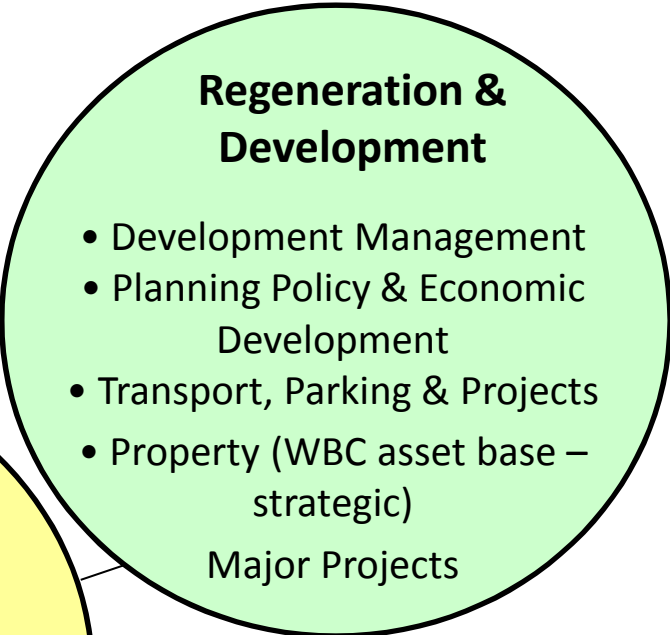 Regeneration &
Development
• Development Management
• Planning Policy & Economic
Development
• Transport, Parking & Projects
• Property (WBC asset base –
strategic)
Major Projects